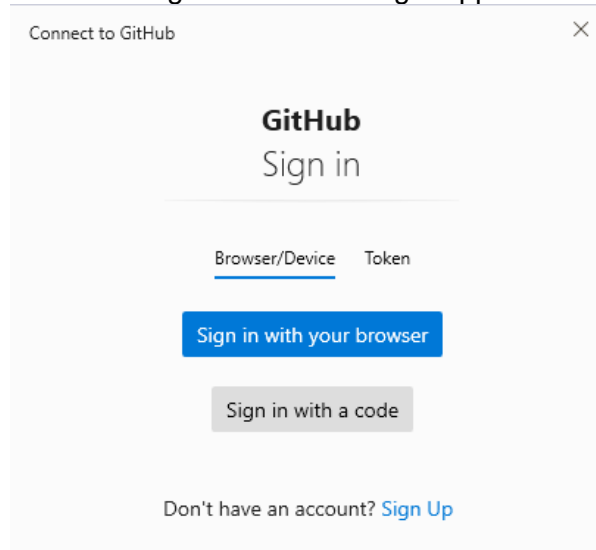 Connect to GitHub
GitHub
Sign in
Browser/Device Token
Sign in with your browser
Sign in with a code
Don't have an account? Sign Up